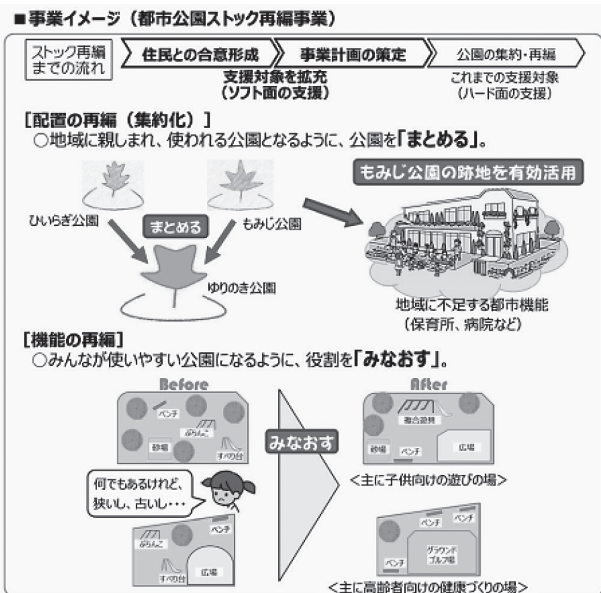 ■事業イメージ（都市公園ストック再編事業）
ストック再編
までの流れ
住民との合意形成
事業計画の策定
公園の集約・再編
支援対象を拡充
（ソフト面の支援）
これまでの支援対象
（ハード面の支援）
［配置の再編（集約化）］
○地域に親しまれ、使われる公園となるように、公園を「まとめる」。
もみじ公園の跡地を有効活用
ひいらぎ公園
まとめる
もみじ公園
ゆりのき公園
地域に不足する都市機能
（保育所、病院など）
［機能の再編］
○みんなが使いやすい公園になるように、役割を「みなおす」。
Before
After
ベンチ
ぶらんこ
砂場
すべり台
みなおす
複合遊具
砂場
ベンチ
広場
＜主に子供向けの遊びの場＞
何でもあるけれど、
狭いし、古いし・・・
ベンチ
ぶらんこ
すべり台
広場
ベンチ
ベンチ
グラウンド
ゴルフ場
ベンチ
＜主に高齢者向けの健康づくりの場＞